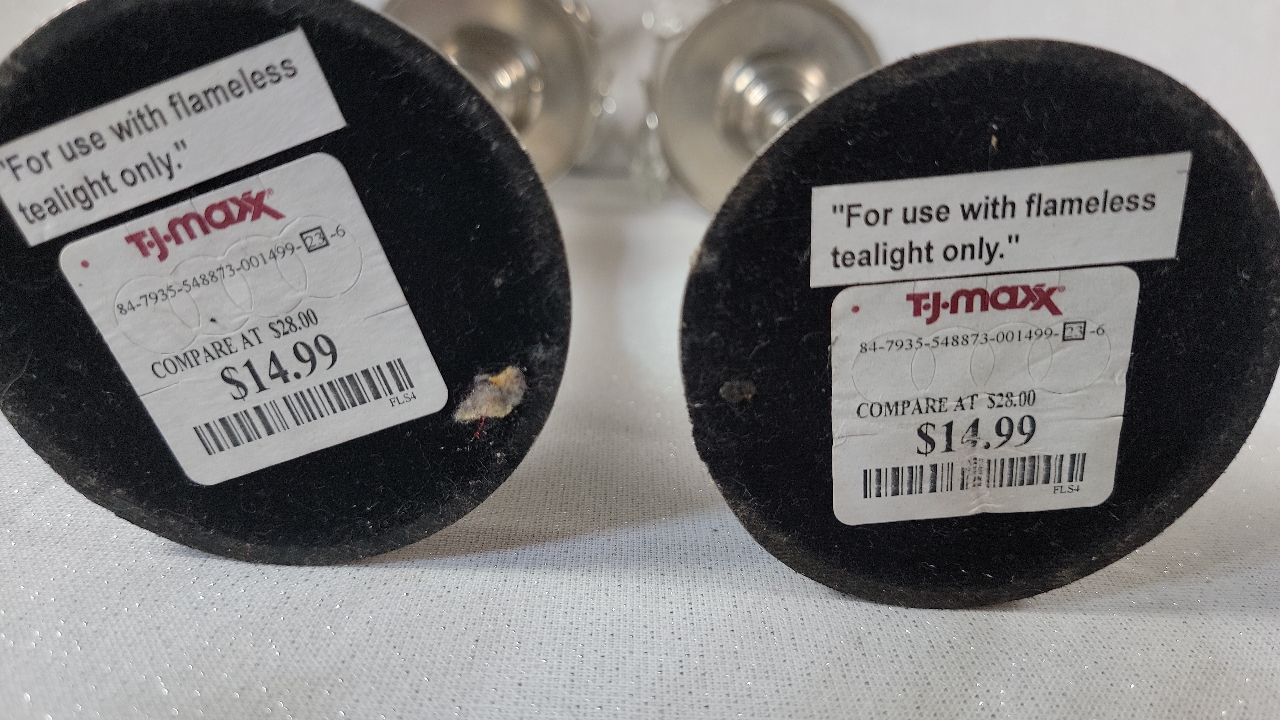 "For use with flameless
tealight only."
T·J·maxx
84-7935-548873-001499-23-6
COMPARE AT $28.00
$14.99
FLS4
"For use with flameless
tealight only."
T·J·maxx
84-7935-548873-001499-23-6
COMPARE AT $28.00
$14.99
FLS4